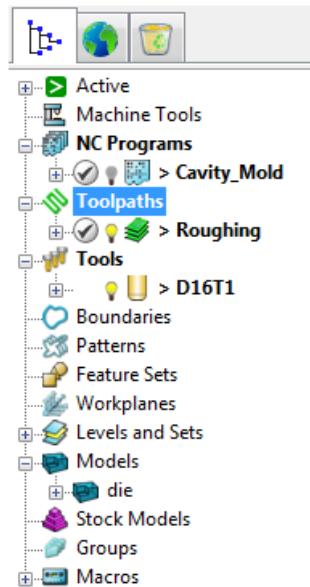 Active
Machine Tools
NC Programs
> Cavity_Mold
Toolpaths
> Roughing
Tools
> D16T1
Boundaries
Patterns
Feature Sets
Workplanes
Levels and Sets
Models
die
Stock Models
Groups
Macros